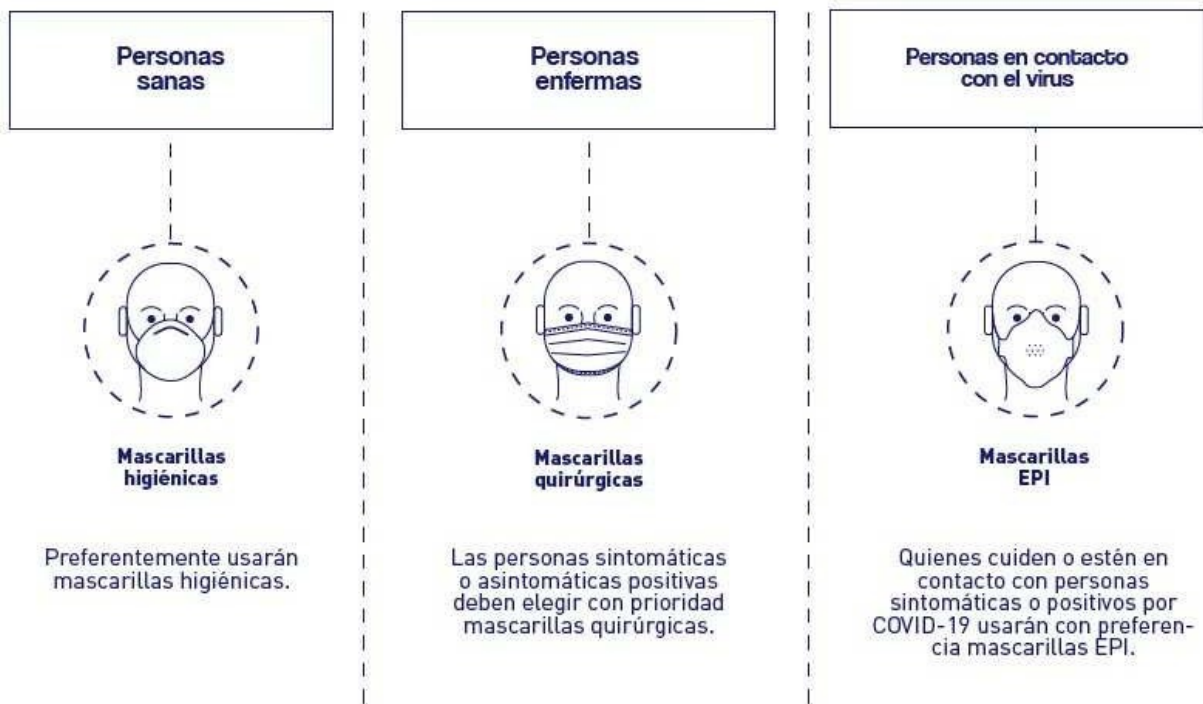 Personas
sanas
Mascarillas
higiénicas
Preferentemente usarán
mascarillas higiénicas.
Personas
enfermas
Mascarillas
quirúrgicas
Las personas sintomáticas
o asintomáticas positivas
deben elegir con prioridad
mascarillas quirúrgicas.
Personas en contacto
con el virus
Mascarillas
EPI
Quienes cuiden o estén en
contacto con personas
sintomáticas o positivos por
COVID-19 usarán con preferen-
cia mascarillas EPI.